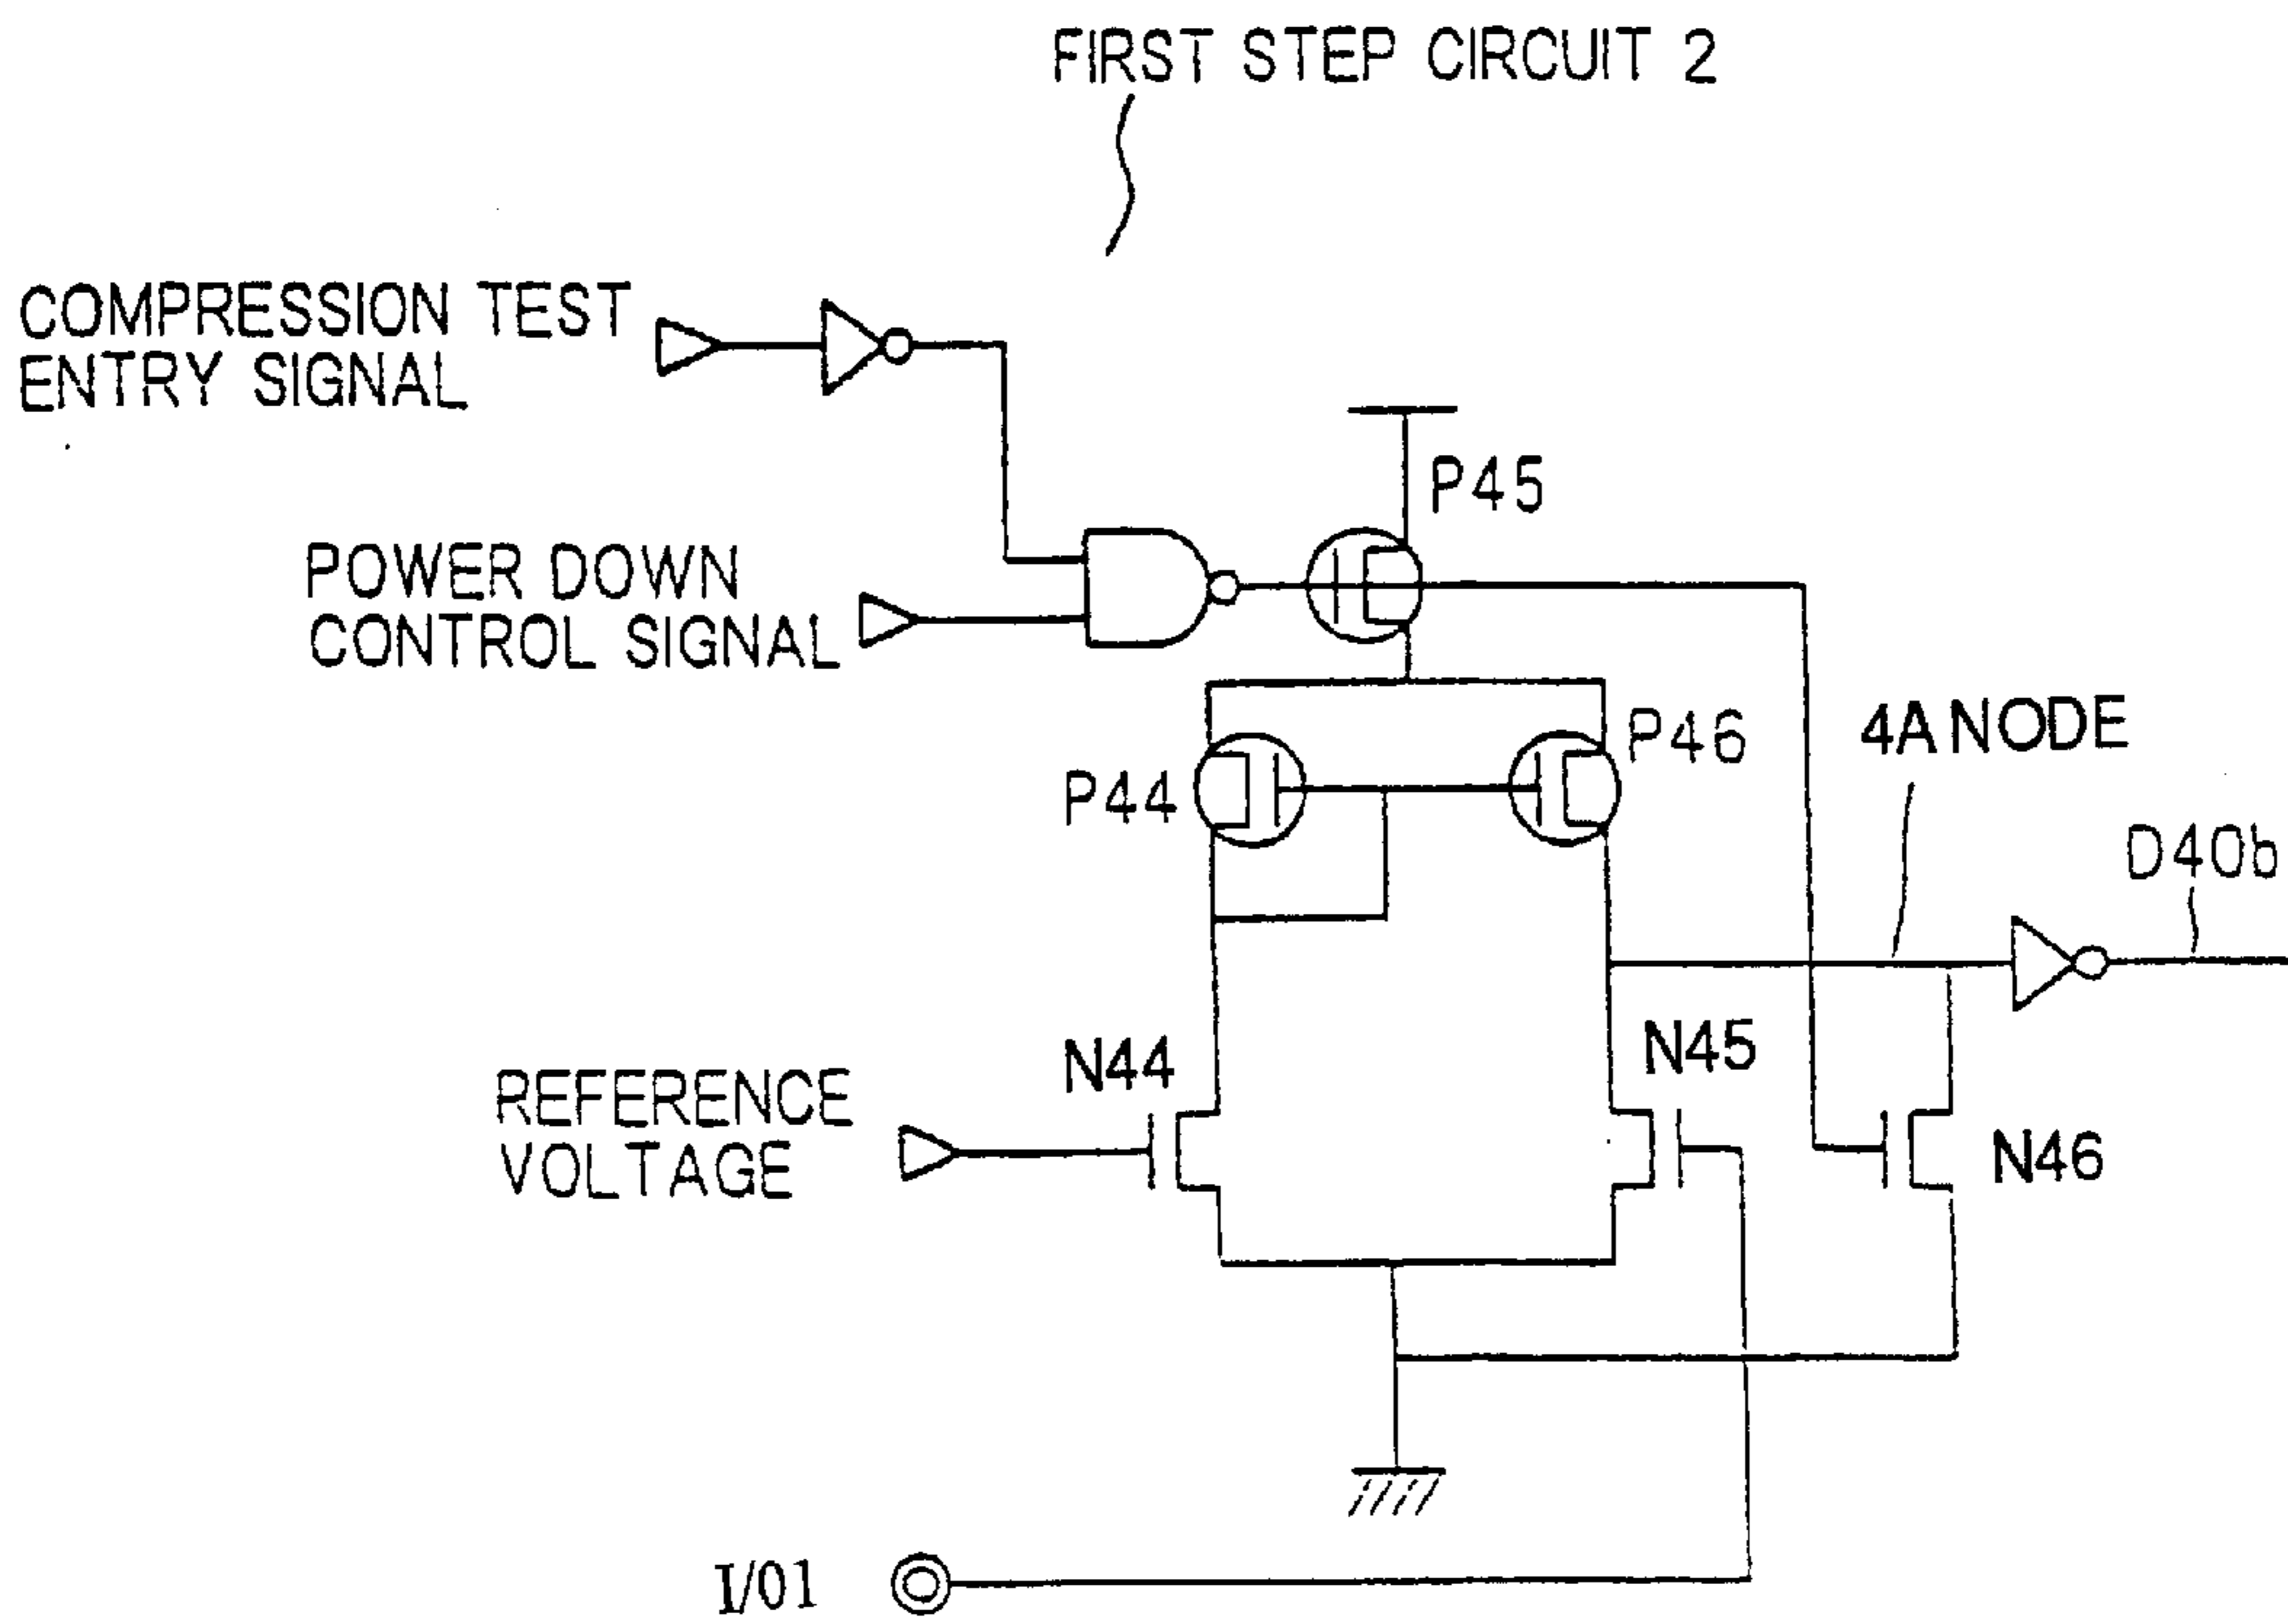 FIRST STEP CIRCUIT 2
COMPRESSION TEST
ENTRY SIGNAL
P45
POWER DOWN
CONTROL SIGNAL
P46
4A NODE
P44
D40b
N45
N44
REFERENCE
VOLTAGE
N46
I/O1